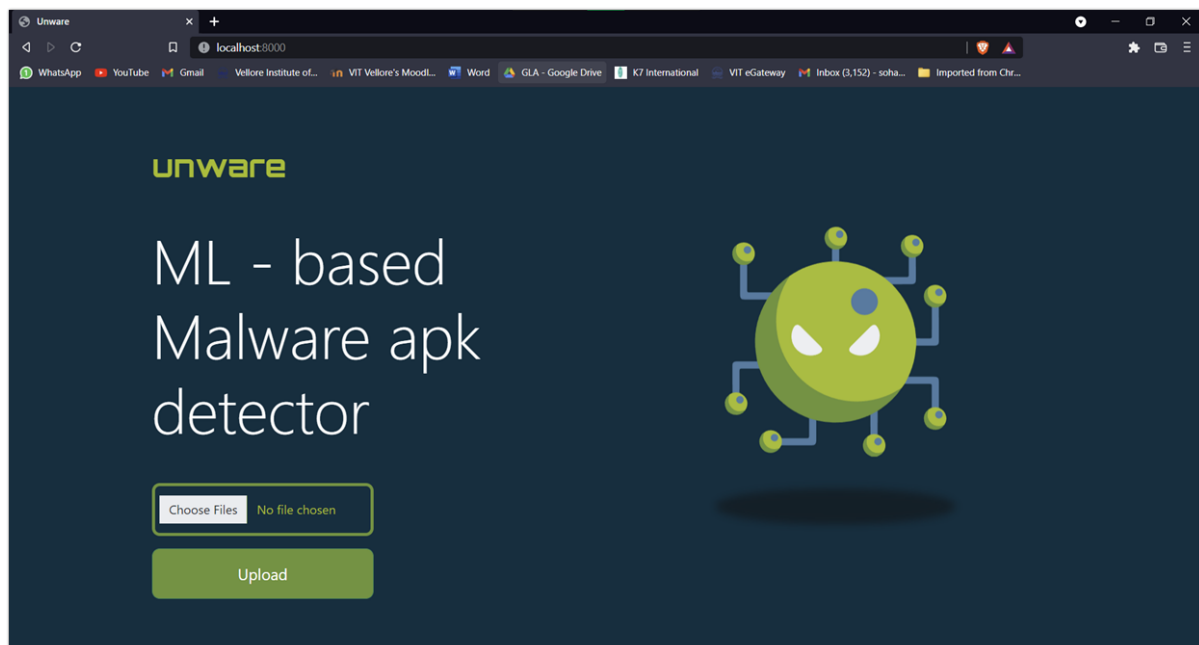 Unware
localhost:8000
WhatsApp YouTube Gmail Vellore Institute of... VIT Vellore's Moodl... Word GLA - Google Drive K7 International VIT eGateway Inbox (3,152) - soha... Imported from Chr...
unware
ML - based
Malware apk
detector
Choose Files No file chosen
Upload